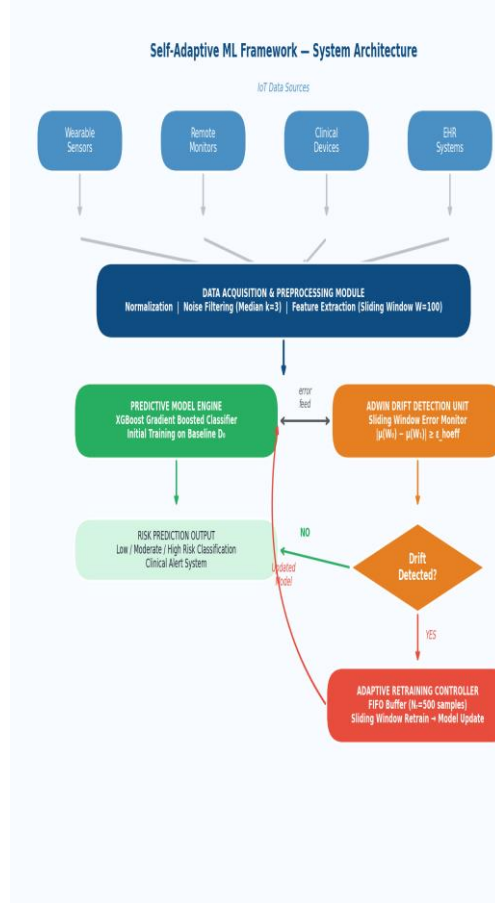 Self-Adaptive ML Framework — System Architecture
IoT Data Sources
Wearable
Sensors
Remote
Monitors
Clinical
Devices
EHR
Systems
DATA ACQUISITION & PREPROCESSING MODULE
Normalization | Noise Filtering (Median k=3) | Feature Extraction (Sliding Window W=100)
PREDICTIVE MODEL ENGINE
XGBoost Gradient Boosted Classifier
Initial Training on Baseline D₀
error
feed
ADWIN DRIFT DETECTION UNIT
Sliding Window Error Monitor
|μ(W₀) − μ(W₁)| ≥ ε_hoeff
RISK PREDICTION OUTPUT
Low / Moderate / High Risk Classification
Clinical Alert System
NO
Drift
Detected?
Updated
Model
YES
ADAPTIVE RETRAINING CONTROLLER
FIFO Buffer (Nᵣ=500 samples)
Sliding Window Retrain → Model Update